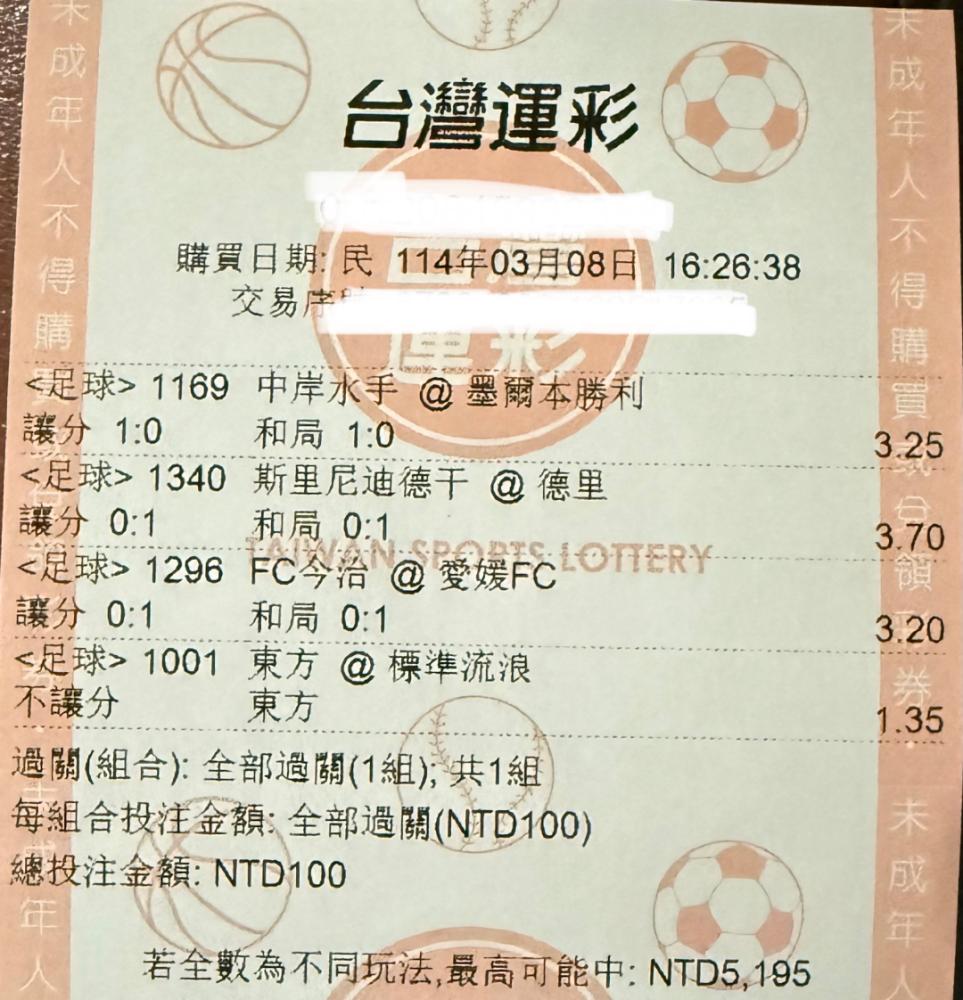 台灣運彩
購買日期: 民 114年03月08日 16:26:38
交易序
<足球> 1169 中岸水手 @ 墨爾本勝利
讓分 1:0 和局 1:0 3.25
<足球> 1340 斯里尼迪德干 @ 德里
讓分 0:1 和局 0:1 3.70
TAIWAN SPORTS LOTTERY
<足球> 1296 FC今治 @ 愛媛FC
讓分 0:1 和局 0:1 3.20
<足球> 1001 東方 @ 標準流浪
不讓分 東方 1.35
過關(組合): 全部過關(1組); 共1組
每組合投注金額: 全部過關(NTD100)
總投注金額: NTD100
若全數為不同玩法,最高可能中: NTD5,195
未成年人不得購買
未成年人不得購買 領 券
未成年人
未成年人